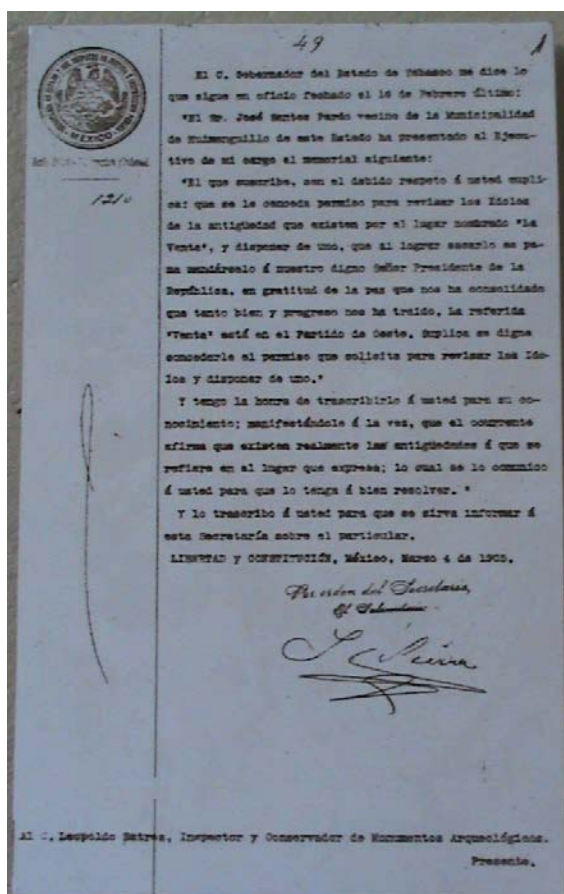 49
1
El C. Gobernador del Estado de Tabasco me dice lo
que sigue en oficio fechado el 16 de Febrero último:
"El Sr. José Santos Pardo vecino de la Municipalidad
de Huimanguillo de este Estado ha presentado al Ejecu-
tivo de mi cargo el memorial siguiente:
MEXICO
1210
"El que suscribe, con el debido respeto á usted supli-
ca: que se le conceda permiso para revisar los Idolos
de la antigüedad que existen por el lugar nombrado "La
Venta", y disponer de uno, que al lograr sacarlo se pa-
ra mandárselo á nuestro digno Señor Presidente de la
República, en gratitud de la paz que nos ha consolidado
que tanto bien y progreso nos ha traido. La referida
"Venta" está en el Partido de Oeste. Suplica se digne
concederle el permiso que solicita para revisar los Ido-
los y disponer de uno."
Y tengo la honra de trascribirlo á usted para su co-
nocimiento; manifestándole á la vez, que el ocurrente
afirma que existen realmente las antigüedades á que se
refiere en el lugar que expresa; lo cual se lo comunico
á usted para que lo tenga á bien resolver."
Y lo trascribo á usted para que se sirva informar á
esta Secretaría sobre el particular.
LIBERTAD y CONSTITUCIÓN. México, Marzo 4 de 1905.
Por orden del Secretario,
El Subsecretario
J Sierra
Al C. Leopoldo Batres, Inspector y Conservador de Monumentos Arqueológicos.
Presente.